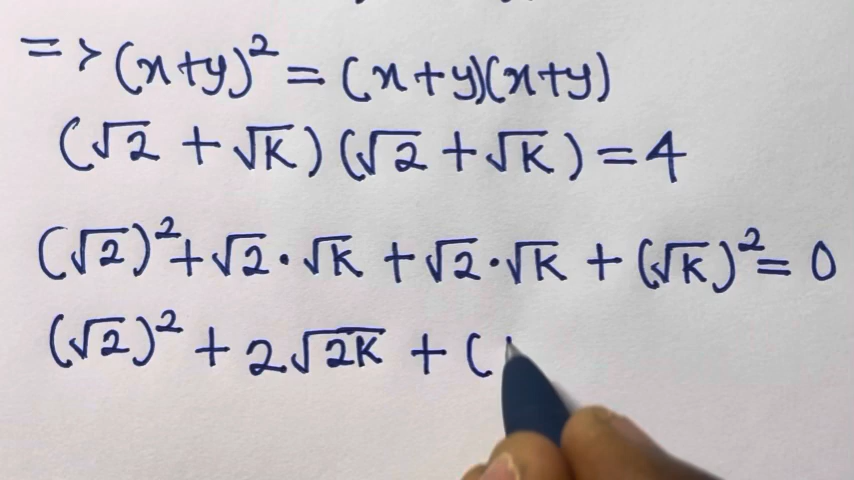 => (x+y)² = (x+y)(x+y)
(√2 + √K) (√2 + √K) = 4
(√2)² + √2 · √K + √2 · √K + (√K)² = 0
(√2)² + 2√2K + (